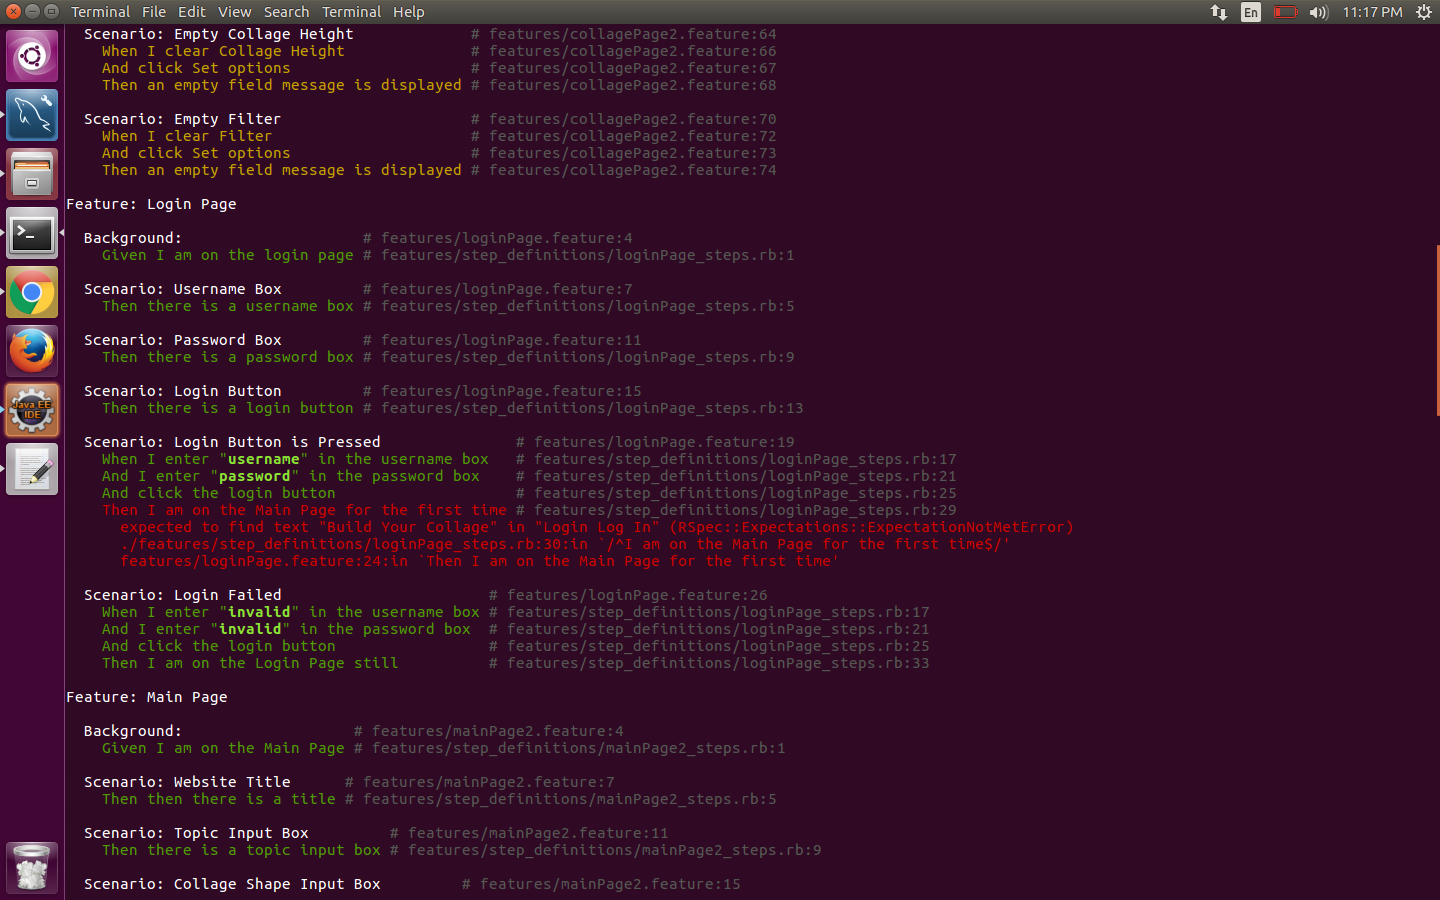 Terminal File Edit View Search Terminal Help En 11:17 PM
Scenario: Empty Collage Height # features/collagePage2.feature:64
When I clear Collage Height # features/collagePage2.feature:66
And click Set options # features/collagePage2.feature:67
Then an empty field message is displayed # features/collagePage2.feature:68
Scenario: Empty Filter # features/collagePage2.feature:70
When I clear Filter # features/collagePage2.feature:72
And click Set options # features/collagePage2.feature:73
Then an empty field message is displayed # features/collagePage2.feature:74
Feature: Login Page
Background: # features/loginPage.feature:4
Given I am on the login page # features/step_definitions/loginPage_steps.rb:1
Scenario: Username Box # features/loginPage.feature:7
Then there is a username box # features/step_definitions/loginPage_steps.rb:5
Scenario: Password Box # features/loginPage.feature:11
Then there is a password box # features/step_definitions/loginPage_steps.rb:9
Scenario: Login Button # features/loginPage.feature:15
Then there is a login button # features/step_definitions/loginPage_steps.rb:13
Scenario: Login Button is Pressed # features/loginPage.feature:19
When I enter "username" in the username box # features/step_definitions/loginPage_steps.rb:17
And I enter "password" in the password box # features/step_definitions/loginPage_steps.rb:21
And click the login button # features/step_definitions/loginPage_steps.rb:25
Then I am on the Main Page for the first time # features/step_definitions/loginPage_steps.rb:29
expected to find text "Build Your Collage" in "Login Log In" (RSpec::Expectations::ExpectationNotMetError)
./features/step_definitions/loginPage_steps.rb:30:in `/^I am on the Main Page for the first time$/'
features/loginPage.feature:24:in `Then I am on the Main Page for the first time'
Scenario: Login Failed # features/loginPage.feature:26
When I enter "invalid" in the username box # features/step_definitions/loginPage_steps.rb:17
And I enter "invalid" in the password box # features/step_definitions/loginPage_steps.rb:21
And click the login button # features/step_definitions/loginPage_steps.rb:25
Then I am on the Login Page still # features/step_definitions/loginPage_steps.rb:33
Feature: Main Page
Background: # features/mainPage2.feature:4
Given I am on the Main Page # features/step_definitions/mainPage2_steps.rb:1
Scenario: Website Title # features/mainPage2.feature:7
Then then there is a title # features/step_definitions/mainPage2_steps.rb:5
Scenario: Topic Input Box # features/mainPage2.feature:11
Then there is a topic input box # features/step_definitions/mainPage2_steps.rb:9
Scenario: Collage Shape Input Box # features/mainPage2.feature:15
Java EE
IDE